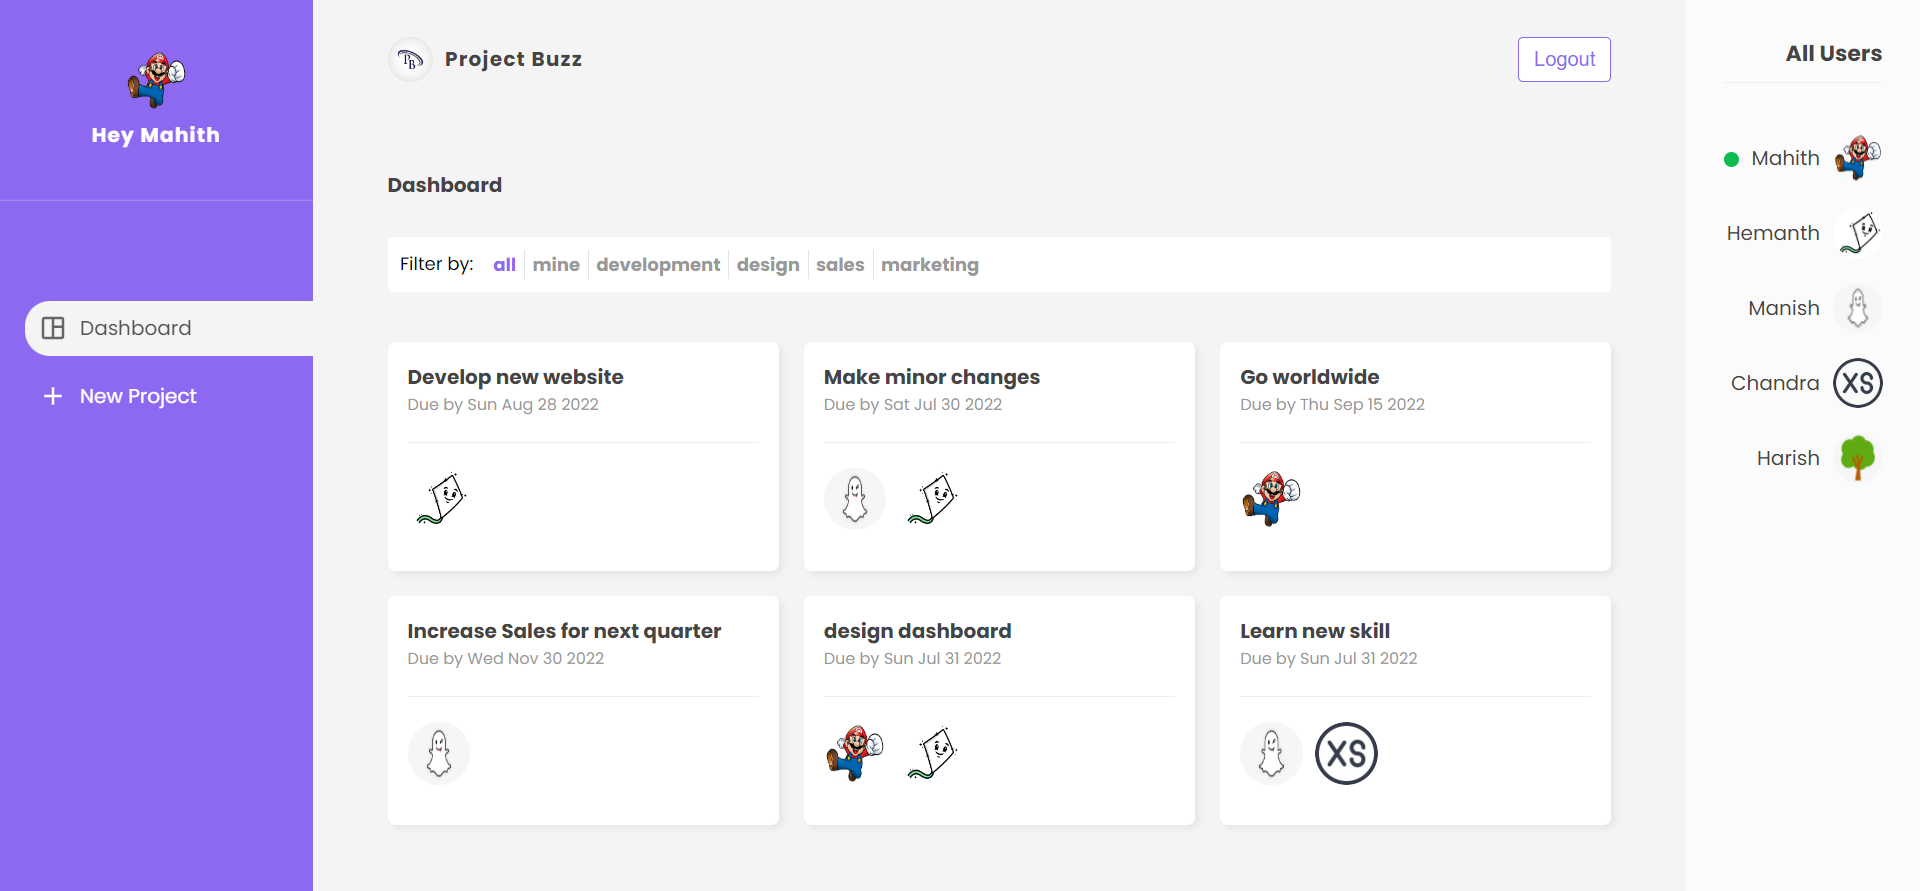 Hey Mahith
Dashboard
New Project
PB
Project Buzz
Logout
Dashboard
Filter by: all mine development design sales marketing
Develop new website
Due by Sun Aug 28 2022
Make minor changes
Due by Sat Jul 30 2022
Go worldwide
Due by Thu Sep 15 2022
Increase Sales for next quarter
Due by Wed Nov 30 2022
design dashboard
Due by Sun Jul 31 2022
Learn new skill
Due by Sun Jul 31 2022
XS
All Users
Mahith
Hemanth
Manish
Chandra
XS
Harish